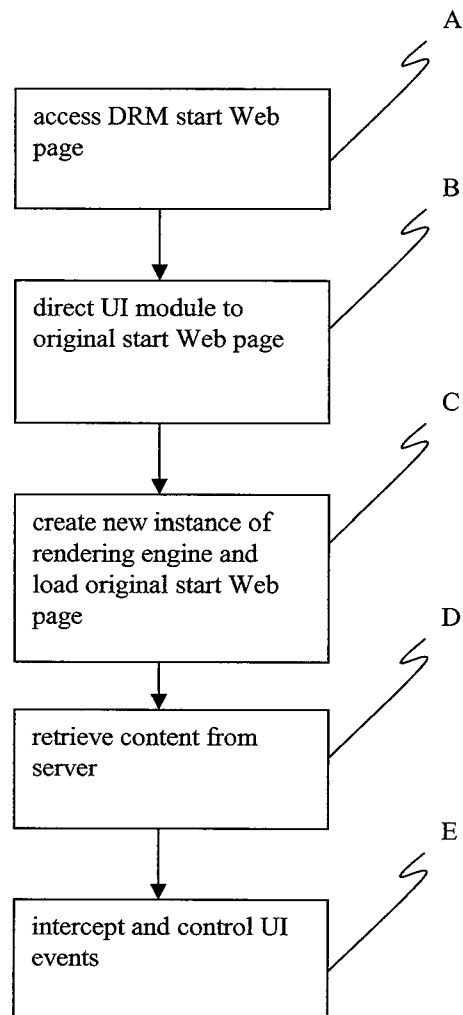 A
access DRM start Web
page
B
direct UI module to
original start Web page
C
create new instance of
rendering engine and
load original start Web
page
D
retrieve content from
server
E
intercept and control UI
events